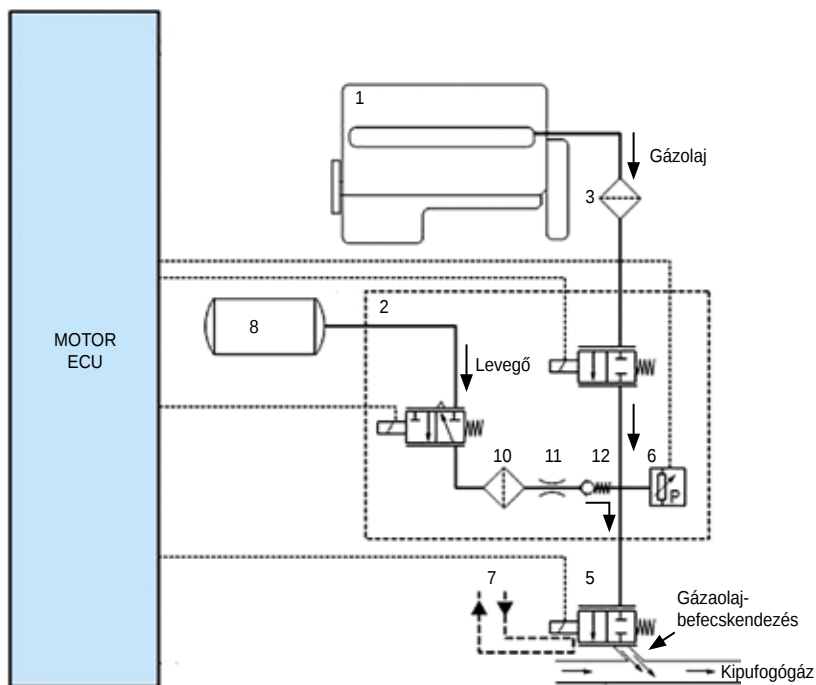 1
Gázolaj
3
2
8
MOTOR
ECU
Levegő
10
11
12
6
P
7
5
Gázaolaj-
befecskendezés
Kipufogógáz